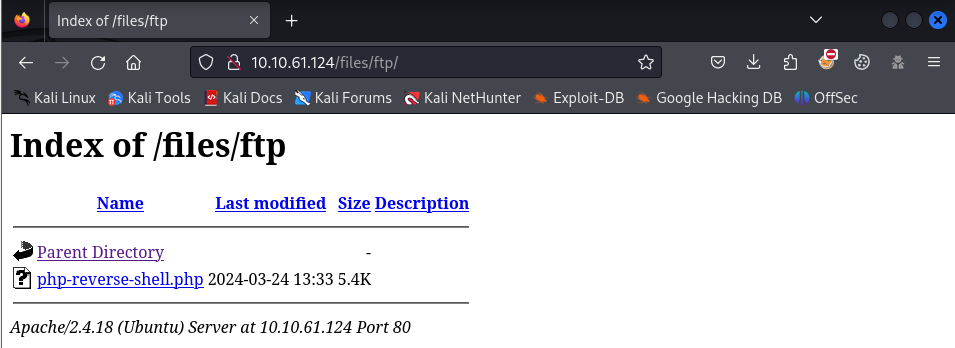 Index of /files/ftp
10.10.61.124/files/ftp/
Kali Linux Kali Tools Kali Docs Kali Forums Kali NetHunter Exploit-DB Google Hacking DB OffSec
Index of /files/ftp
Name Last modified Size Description
Parent Directory -
php-reverse-shell.php 2024-03-24 13:33 5.4K
Apache/2.4.18 (Ubuntu) Server at 10.10.61.124 Port 80